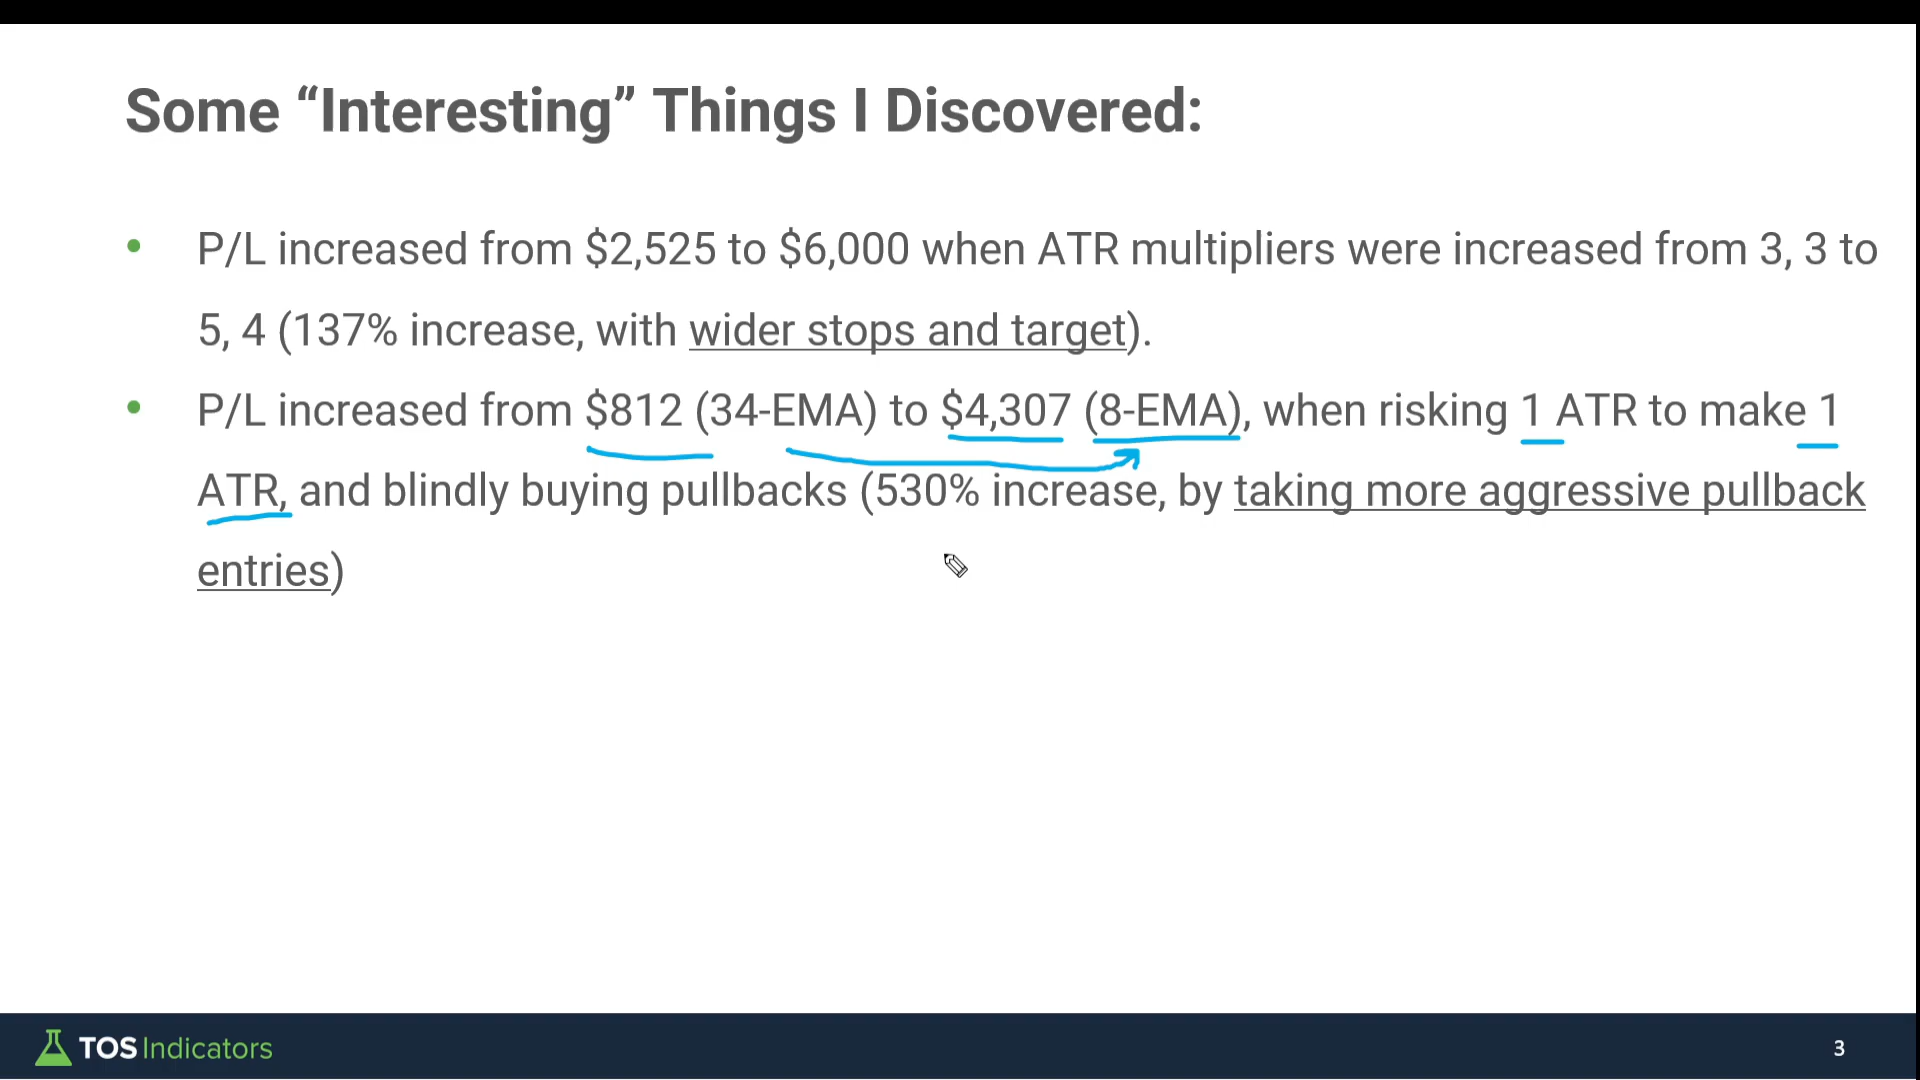 Some “Interesting” Things I Discovered:
• P/L increased from $2,525 to $6,000 when ATR multipliers were increased from 3, 3 to
5, 4 (137% increase, with wider stops and target).
• P/L increased from $812 (34-EMA) to $4,307 (8-EMA), when risking 1 ATR to make 1
ATR, and blindly buying pullbacks (530% increase, by taking more aggressive pullback
entries)
TOS Indicators
3